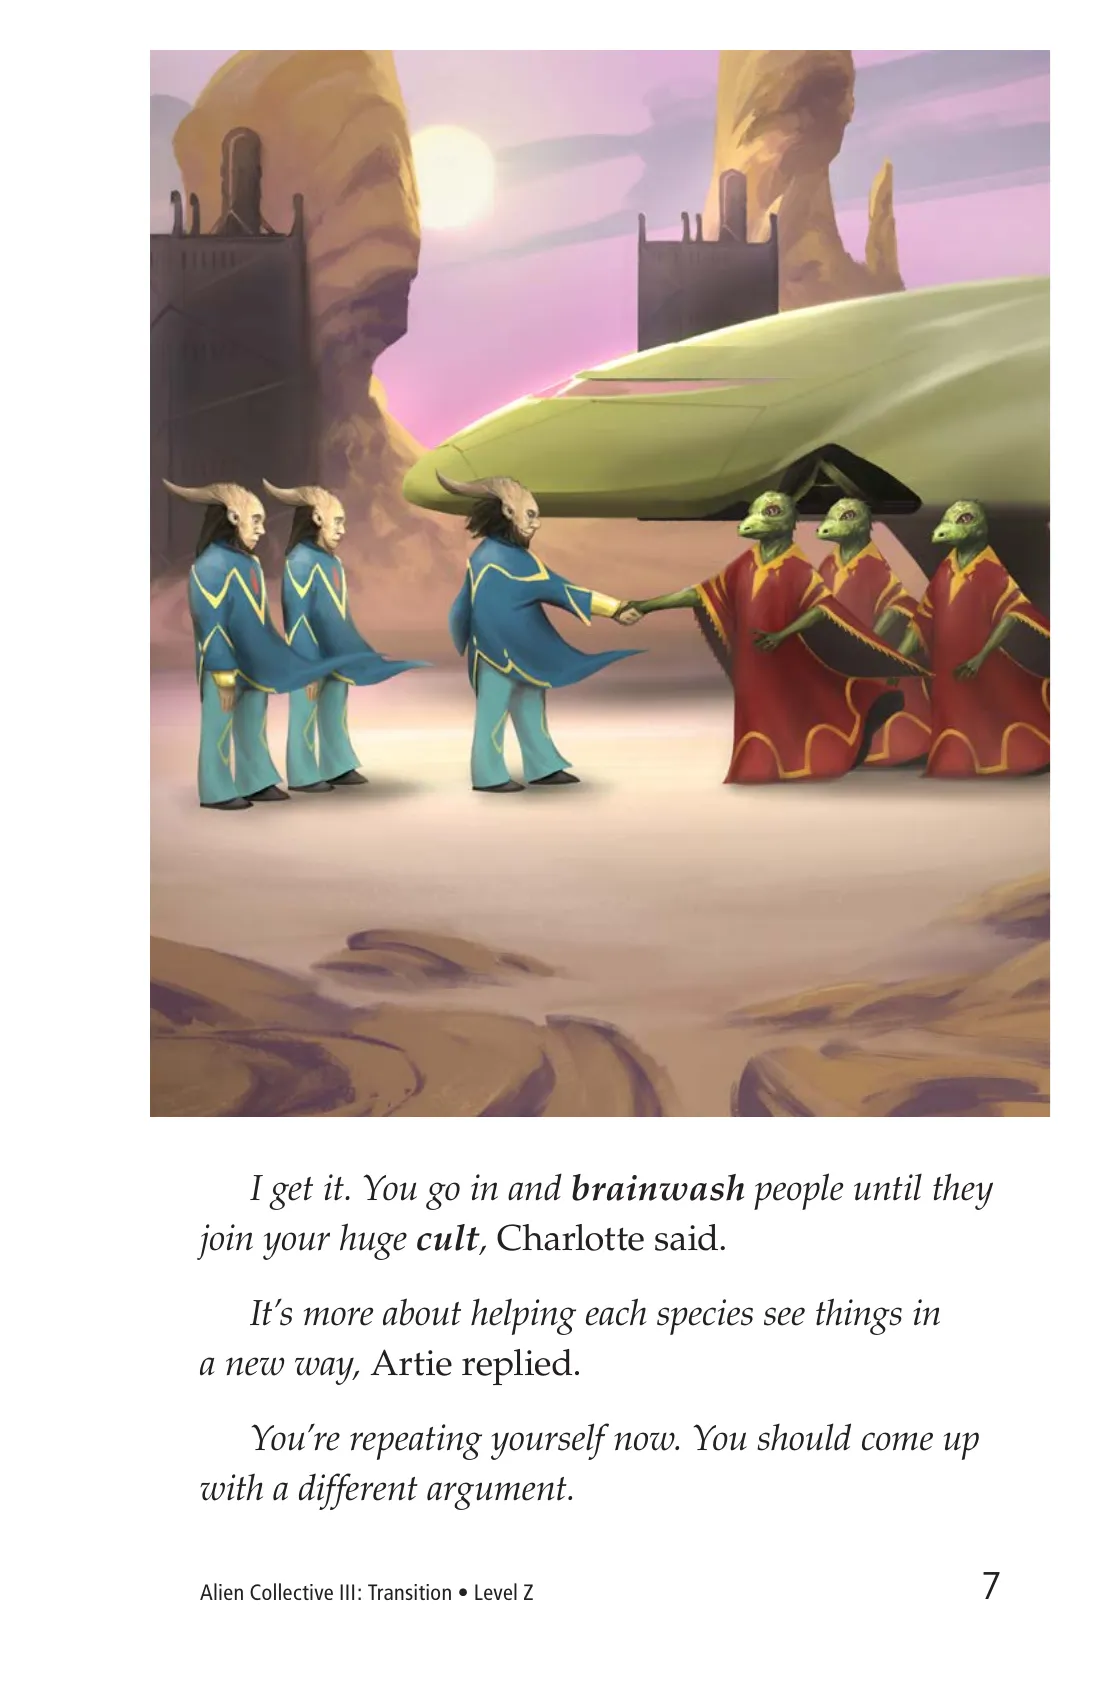 I get it. You go in and brainwash people until they
join your huge cult, Charlotte said.
It’s more about helping each species see things in
a new way, Artie replied.
You’re repeating yourself now. You should come up
with a different argument.
Alien Collective III: Transition • Level Z
7